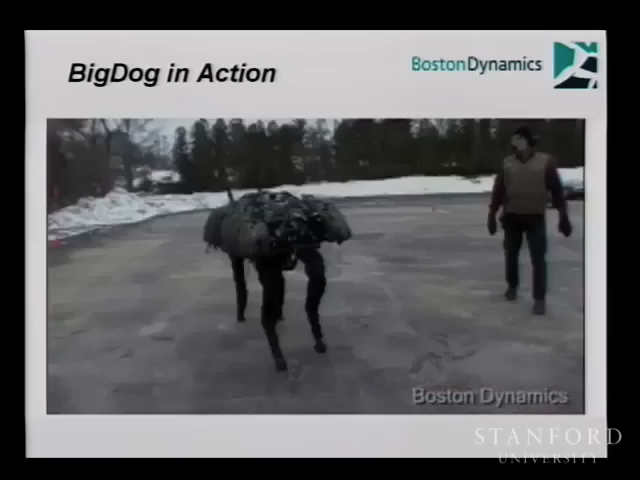 BigDog in Action
BostonDynamics
Boston Dynamics
STANFORD
UNIVERSITY